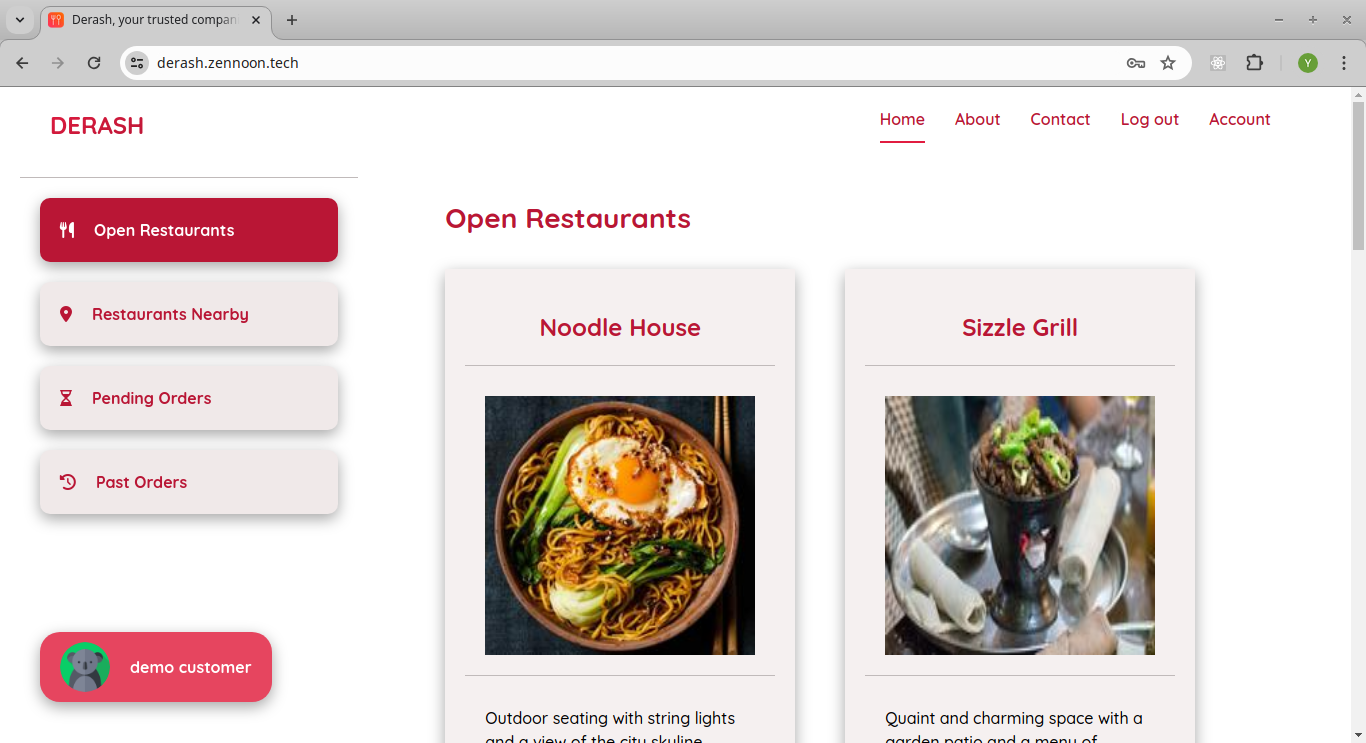 Derash, your trusted compan
derash.zennoon.tech
Y
DERASH
Home About Contact Log out Account
Open Restaurants
Restaurants Nearby
Pending Orders
Past Orders
demo customer
Open Restaurants
Noodle House
Outdoor seating with string lights
and a view of the city skyline
Sizzle Grill
Quaint and charming space with a
garden patio and a menu of